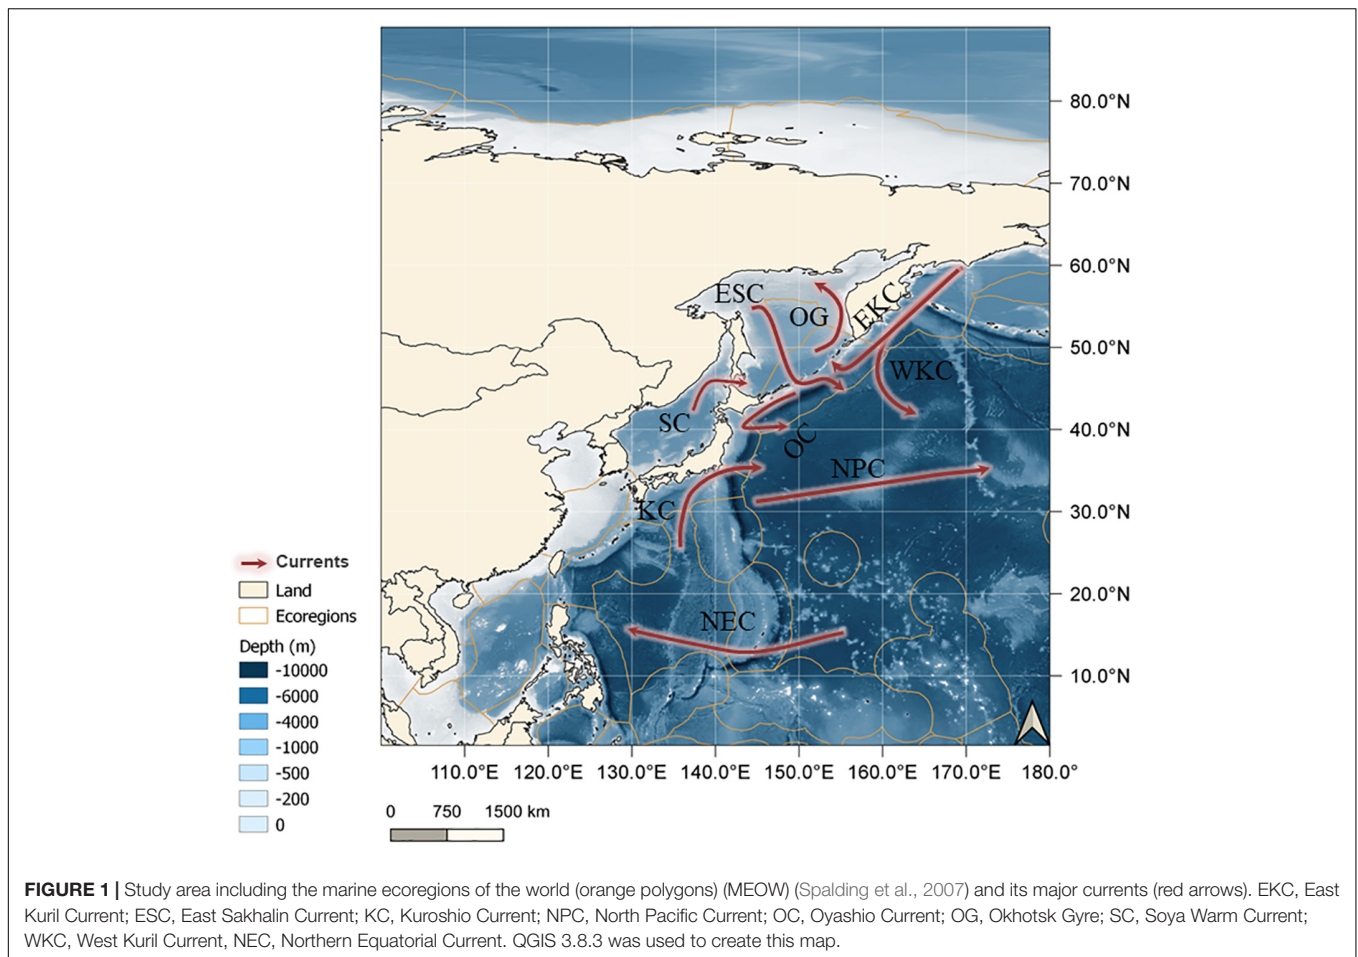 80.0°N
70.0°N
60.0°N
ESC
OG
EKC
50.0°N
WKC
SC
40.0°N
OC
NPC
KC
30.0°N
Currents
Land
20.0°N
Ecoregions
NEC
Depth (m)
-10000
10.0°N
-6000
-4000
-1000
110.0°E 120.0°E 130.0°E 140.0°E 150.0°E 160.0°E 170.0°E 180.0°
-500
-200
0 750 1500 km
0
FIGURE 1 | Study area including the marine ecoregions of the world (orange polygons) (MEOW) (Spalding et al., 2007) and its major currents (red arrows). EKC, East
Kuril Current; ESC, East Sakhalin Current; KC, Kuroshio Current; NPC, North Pacific Current; OC, Oyashio Current; OG, Okhotsk Gyre; SC, Soya Warm Current;
WKC, West Kuril Current, NEC, Northern Equatorial Current. QGIS 3.8.3 was used to create this map.